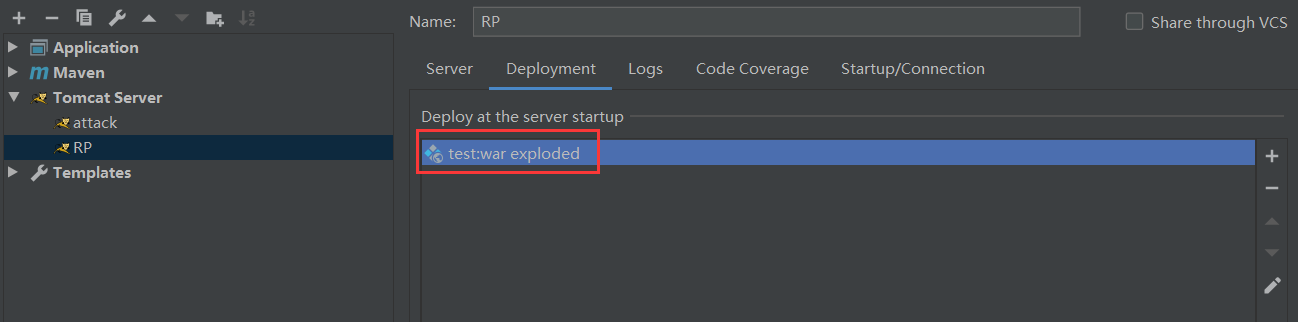 Application
Maven
Tomcat Server
attack
RP
Templates
Name: RP
Share through VCS
Server Deployment Logs Code Coverage Startup/Connection
Deploy at the server startup
test:war exploded